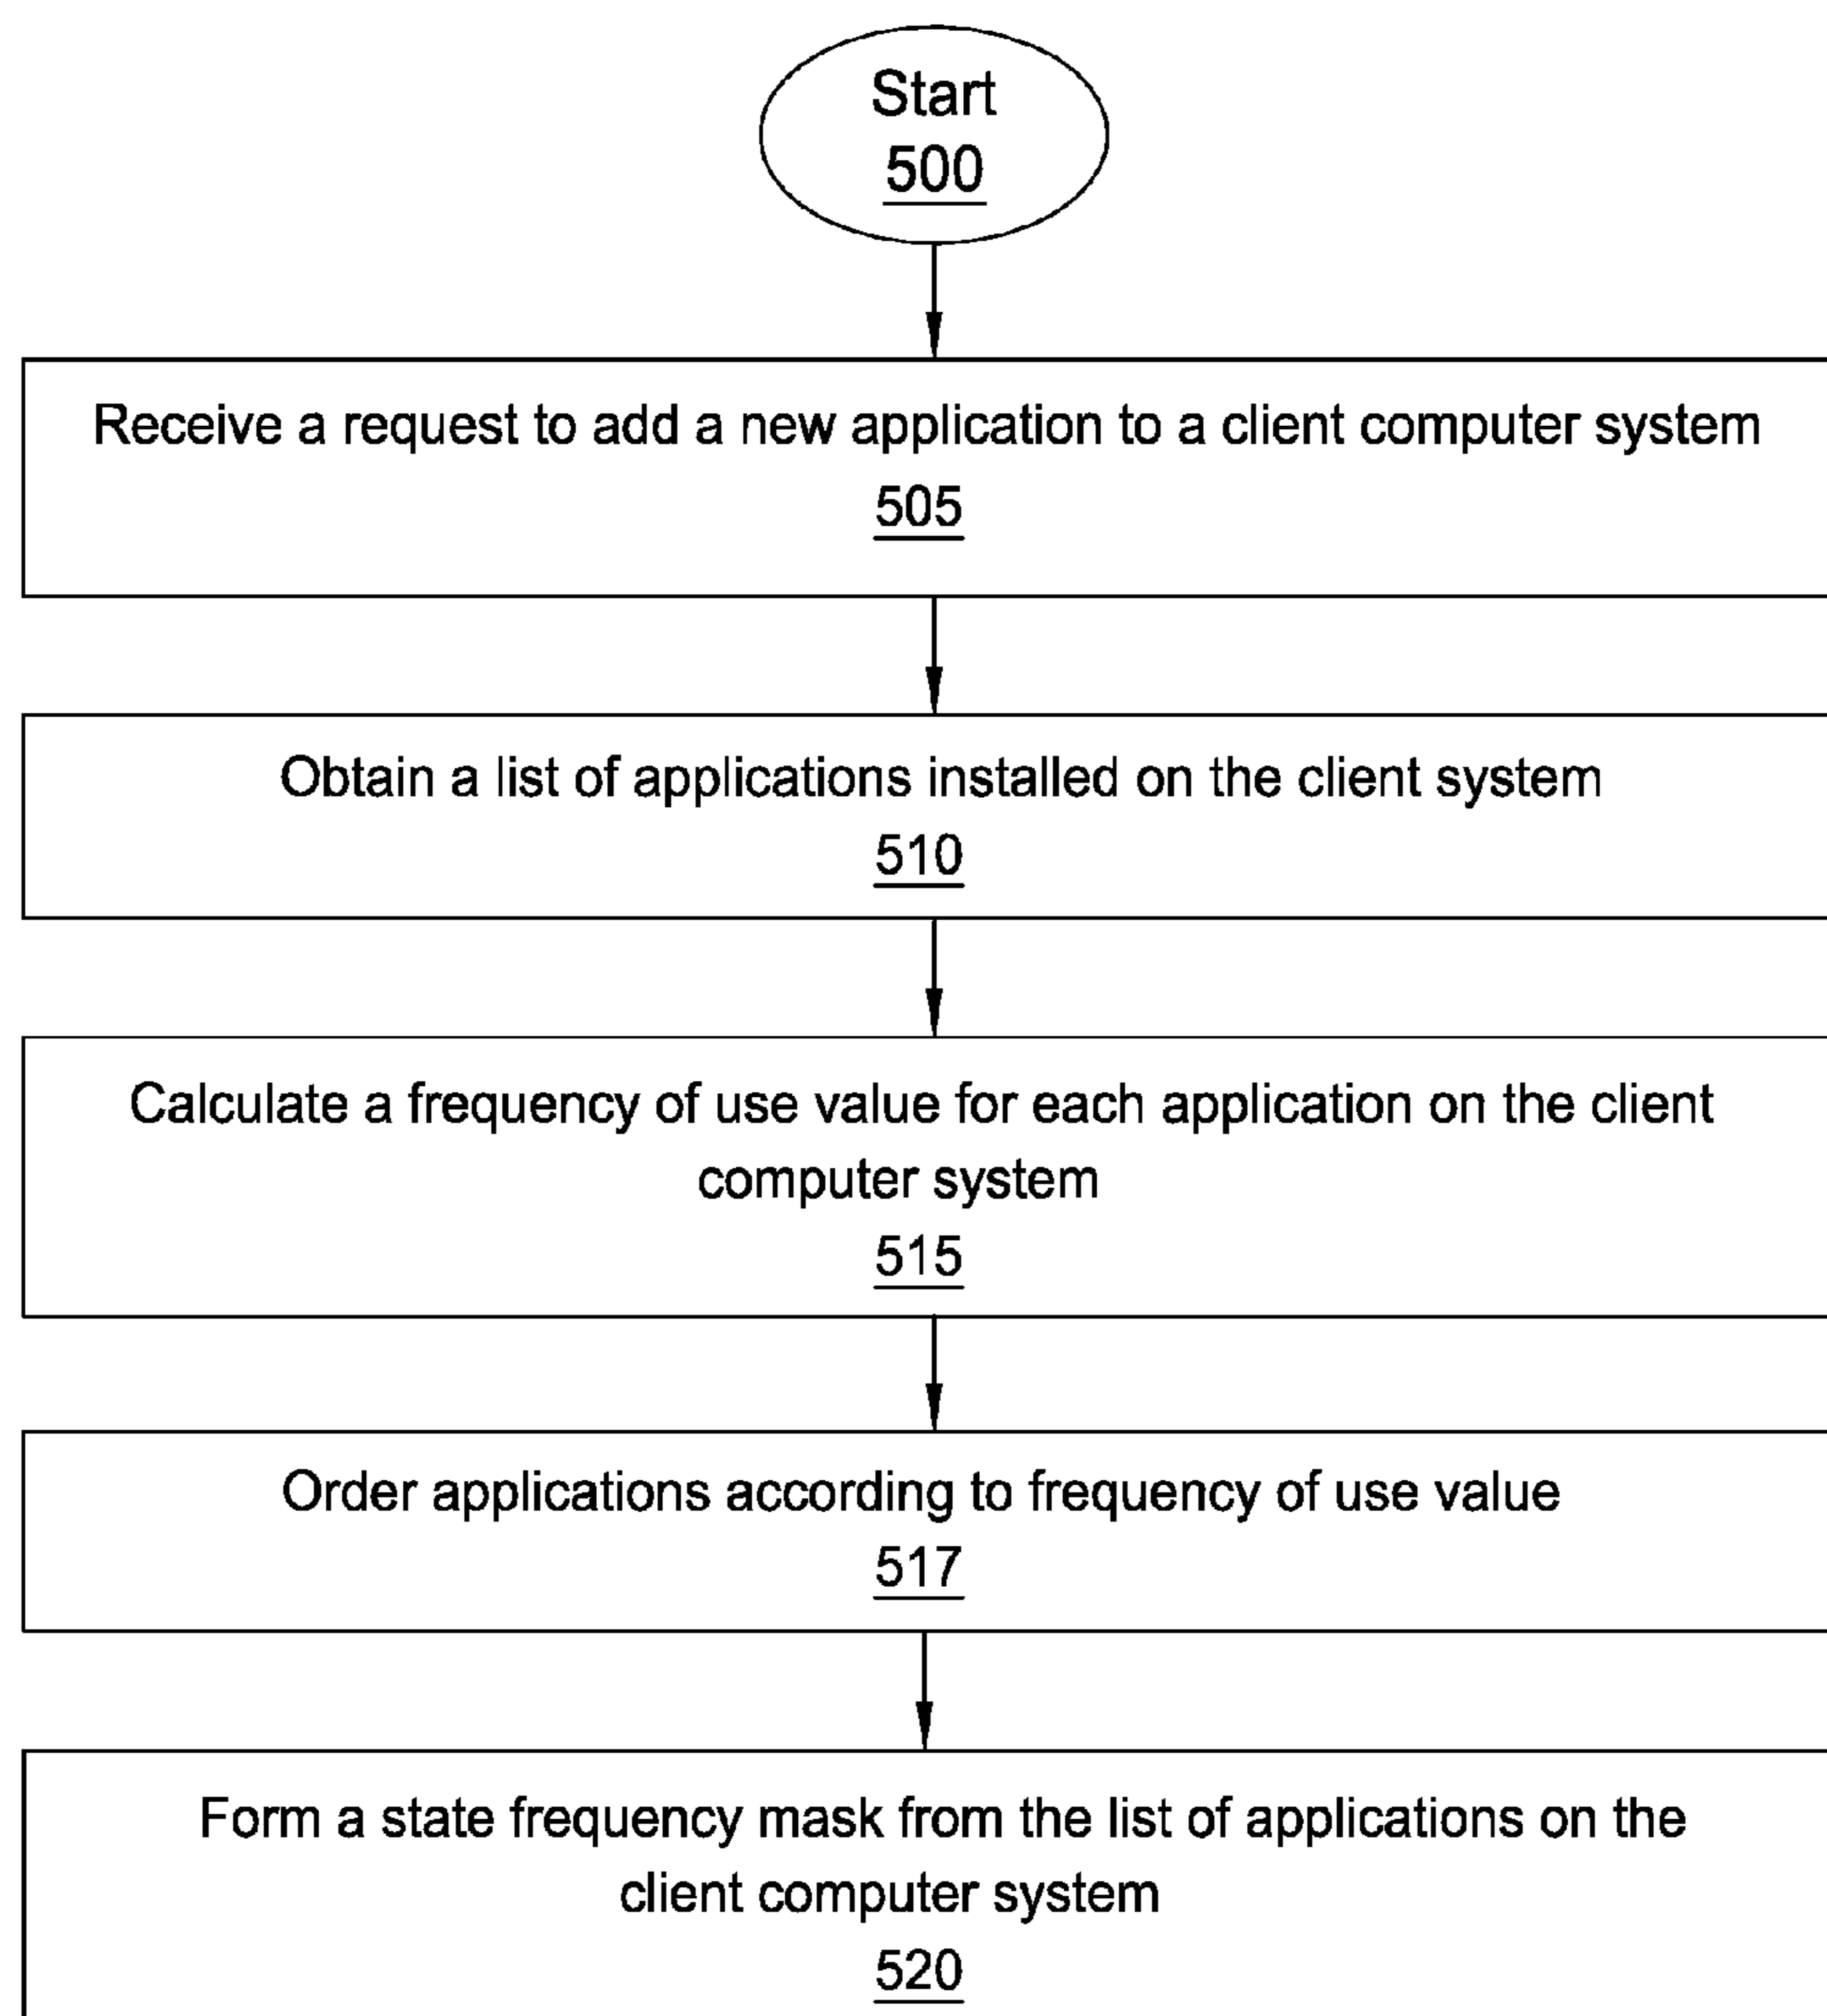 Start
500
Receive a request to add a new application to a client computer system
505
Obtain a list of applications installed on the client system
510
Calculate a frequency of use value for each application on the client
computer system
515
Order applications according to frequency of use value
517
Form a state frequency mask from the list of applications on the
client computer system
520